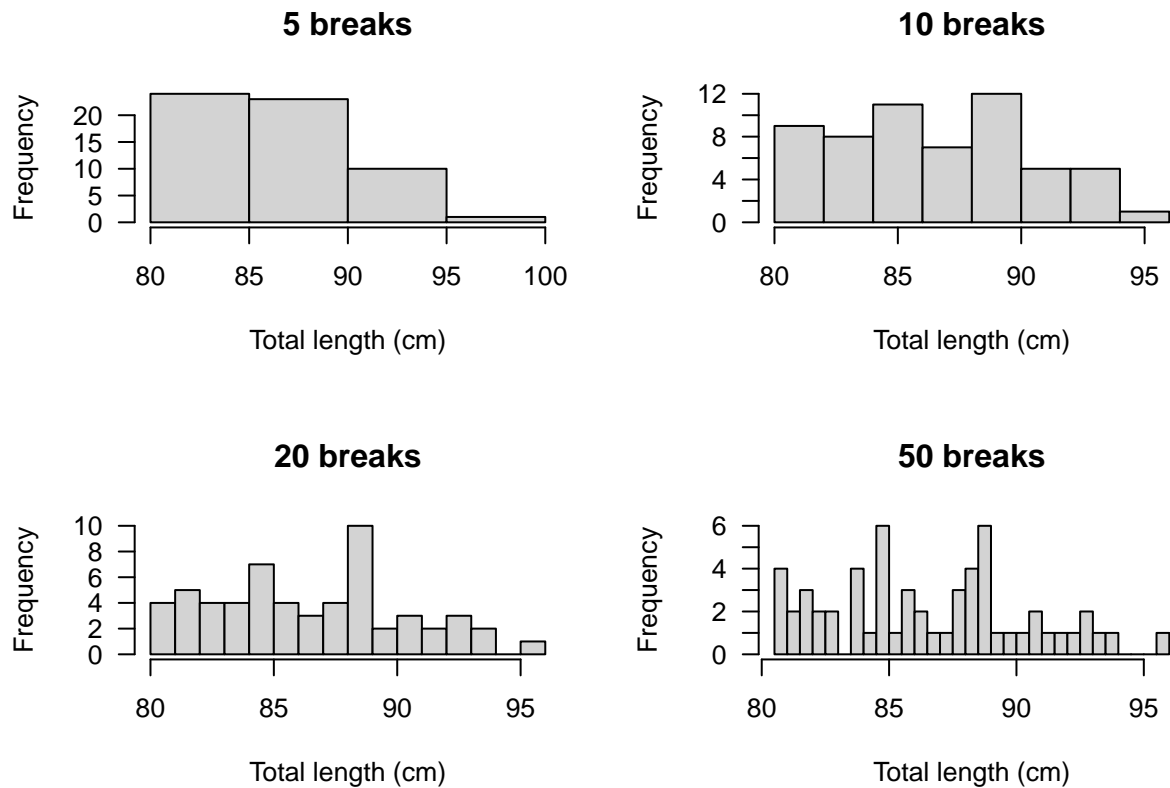 5 breaks
Frequency
20
15
10
5
0
80 85 90 95 100
Total length (cm)
10 breaks
Frequency
12
8
4
0
80 85 90 95
Total length (cm)
20 breaks
Frequency
10
8
6
4
2
0
80 85 90 95
Total length (cm)
50 breaks
Frequency
6
4
2
0
80 85 90 95
Total length (cm)